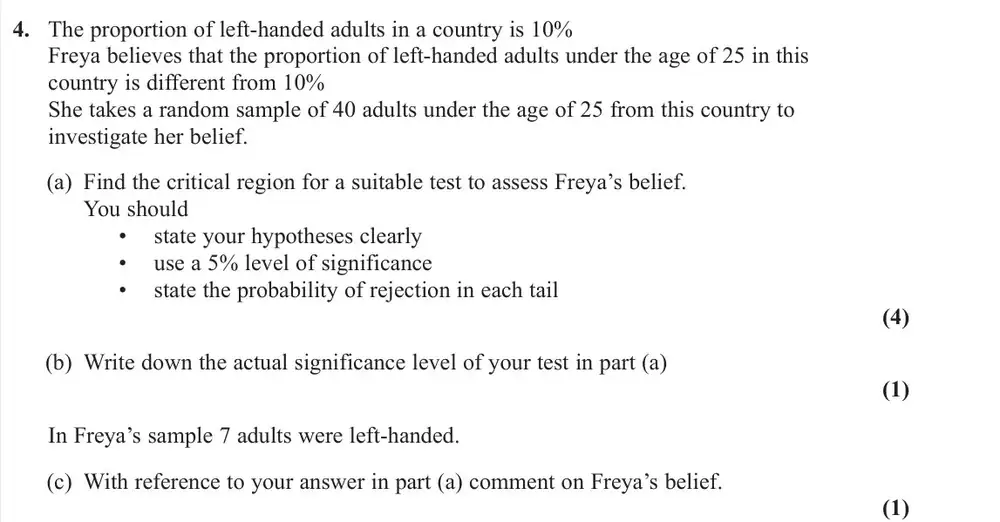 4. The proportion of left-handed adults in a country is 10%
Freya believes that the proportion of left-handed adults under the age of 25 in this
country is different from 10%
She takes a random sample of 40 adults under the age of 25 from this country to
investigate her belief.
(a) Find the critical region for a suitable test to assess Freya’s belief.
You should
• state your hypotheses clearly
• use a 5% level of significance
• state the probability of rejection in each tail
(4)
(b) Write down the actual significance level of your test in part (a)
(1)
In Freya’s sample 7 adults were left-handed.
(c) With reference to your answer in part (a) comment on Freya’s belief.
(1)